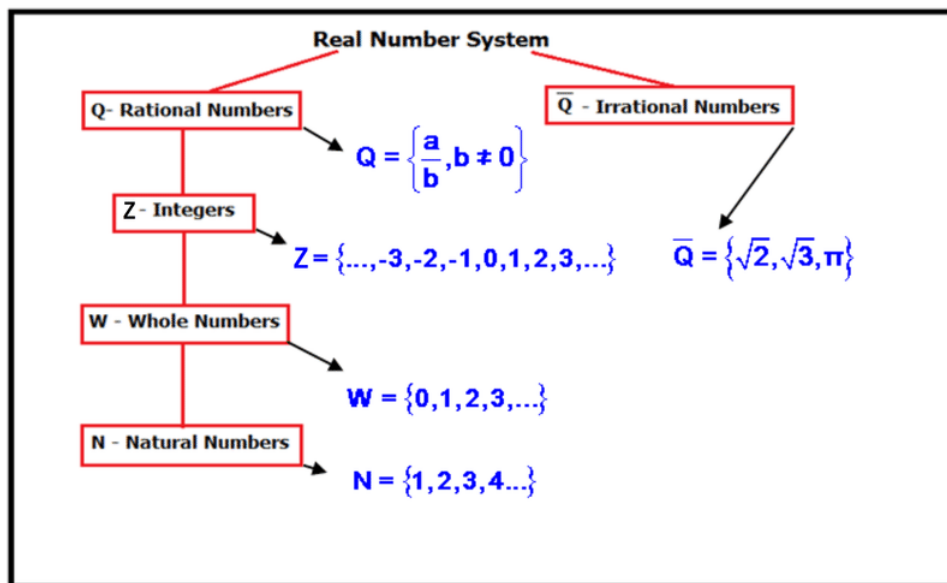 Real Number System
Q- Rational Numbers
Q̅ - Irrational Numbers
Q = {a/b, b ≠ 0}
Z - Integers
Z = {...,-3,-2,-1,0,1,2,3,...}
Q̅ = {√2,√3,π}
W - Whole Numbers
W = {0,1,2,3,...}
N - Natural Numbers
N = {1,2,3,4...}